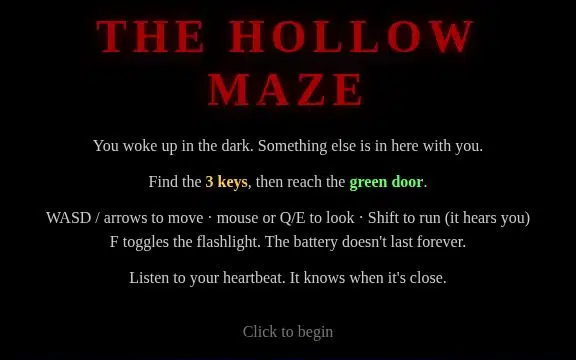 THE HOLLOW
MAZE
You woke up in the dark. Something else is in here with you.
Find the 3 keys, then reach the green door.
WASD / arrows to move · mouse or Q/E to look · Shift to run (it hears you)
F toggles the flashlight. The battery doesn't last forever.
Listen to your heartbeat. It knows when it's close.
Click to begin